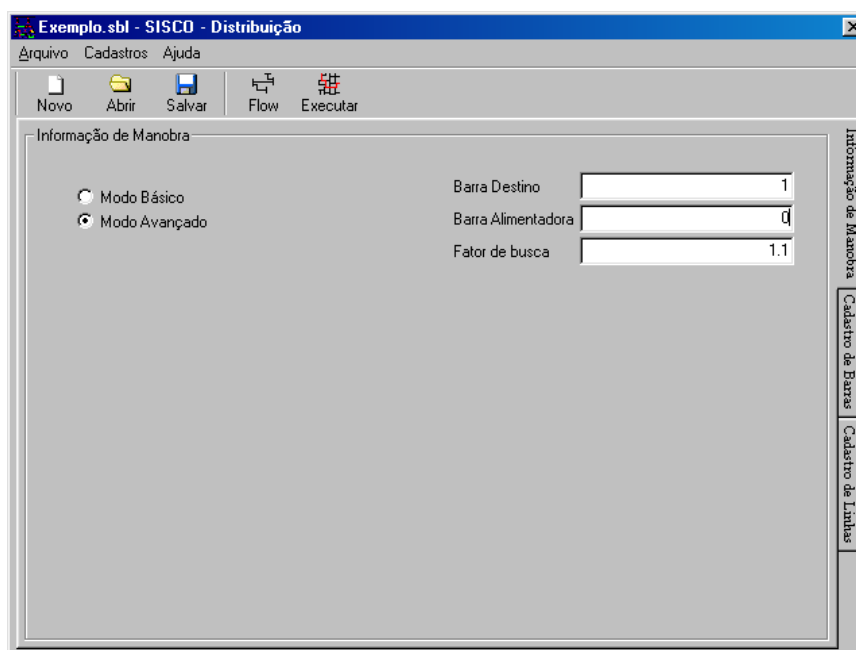 Exemplo.sbl - SISCO - Distribuição
Arquivo Cadastros Ajuda
Novo Abrir Salvar Flow Executar
Informação de Manobra
Modo Básico
Modo Avançado
Barra Destino 1
Barra Alimentadora 0
Fator de busca 1.1
Informação de Manobra
Cadastro de Barras
Cadastro de Linhas